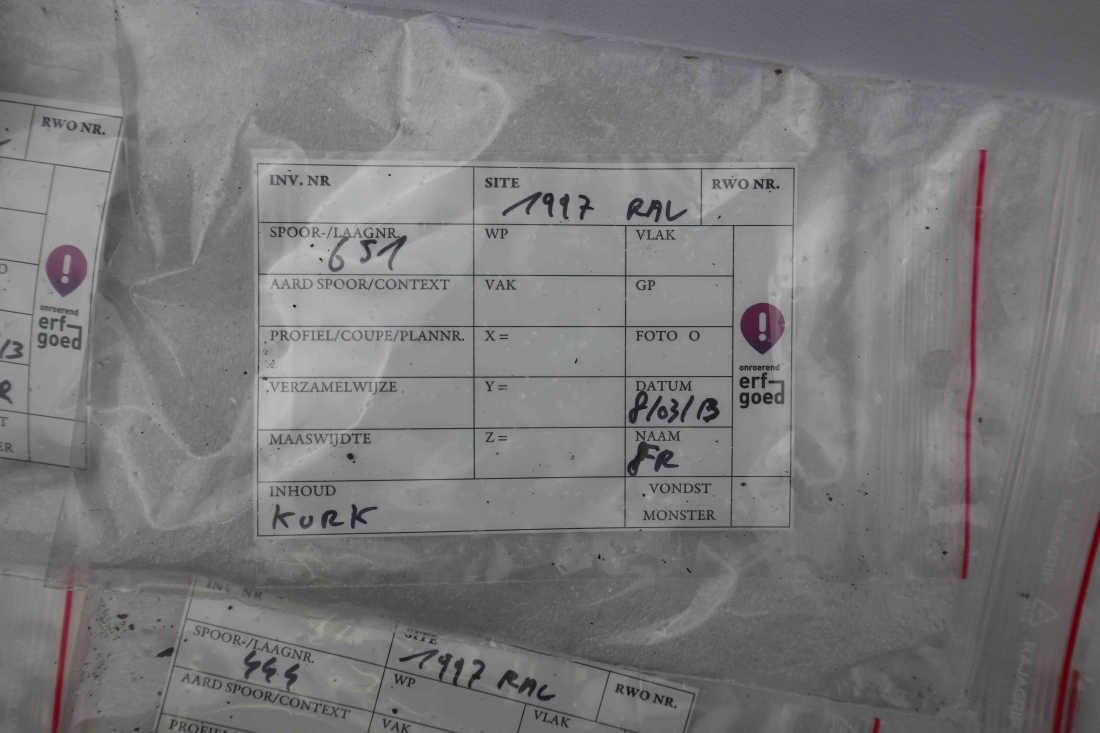 RWO NR.
onroerend
erf
goed
INV. NR SITE 1997 RAL RWO NR.
SPOOR-/LAAGNR. 651 WP VLAK
AARD SPOOR/CONTEXT VAK GP
PROFIEL/COUPE/PLANNR. X = FOTO O
VERZAMELWIJZE Y = DATUM 8/03/13
MAASWIJDTE Z = NAAM FR
INHOUD KURK VONDST
MONSTER
onroerend
erf
goed
INV. NR SITE 1997 RAL RWO NR.
SPOOR-/LAAGNR. WP VLAK
AARD SPOOR/CONTEXT VAK